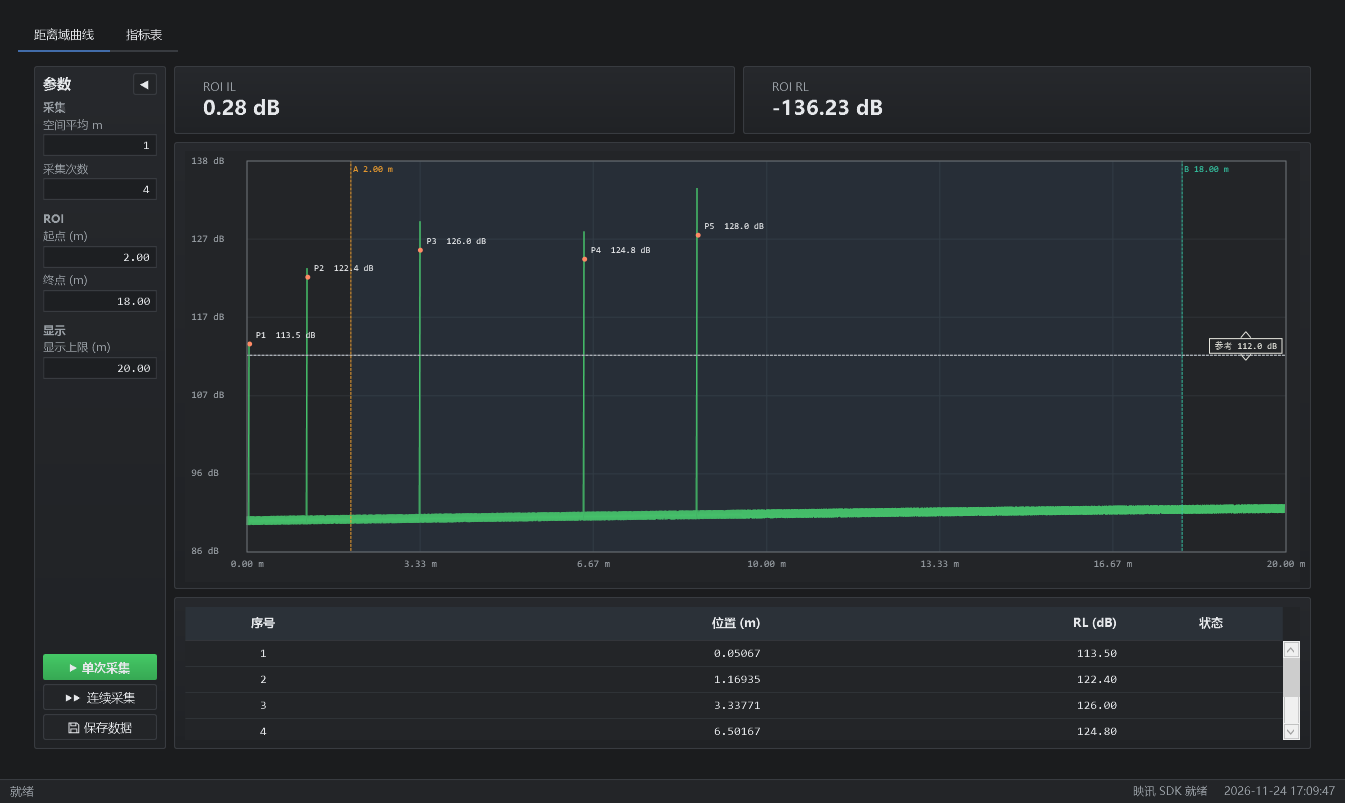 距离域曲线 指标表
参数 ◀
采集
空间平均 m
1
采集次数
4
ROI
起点 (m)
2.00
终点 (m)
18.00
显示
显示上限 (m)
20.00
▶ 单次采集
▶▶ 连续采集
保存数据
ROI IL
0.28 dB
ROI RL
-136.23 dB
138 dB
127 dB
117 dB
107 dB
96 dB
86 dB
A 2.00 m
B 18.00 m
P1 113.5 dB
P2 122.4 dB
P3 126.0 dB
P4 124.8 dB
P5 128.0 dB
参考 112.0 dB
0.00 m 3.33 m 6.67 m 10.00 m 13.33 m 16.67 m 20.00 m
序号 位置 (m) RL (dB) 状态
1 0.05067 113.50
2 1.16935 122.40
3 3.33771 126.00
4 6.50167 124.80
就绪 映讯 SDK 就绪 2026-11-24 17:09:47